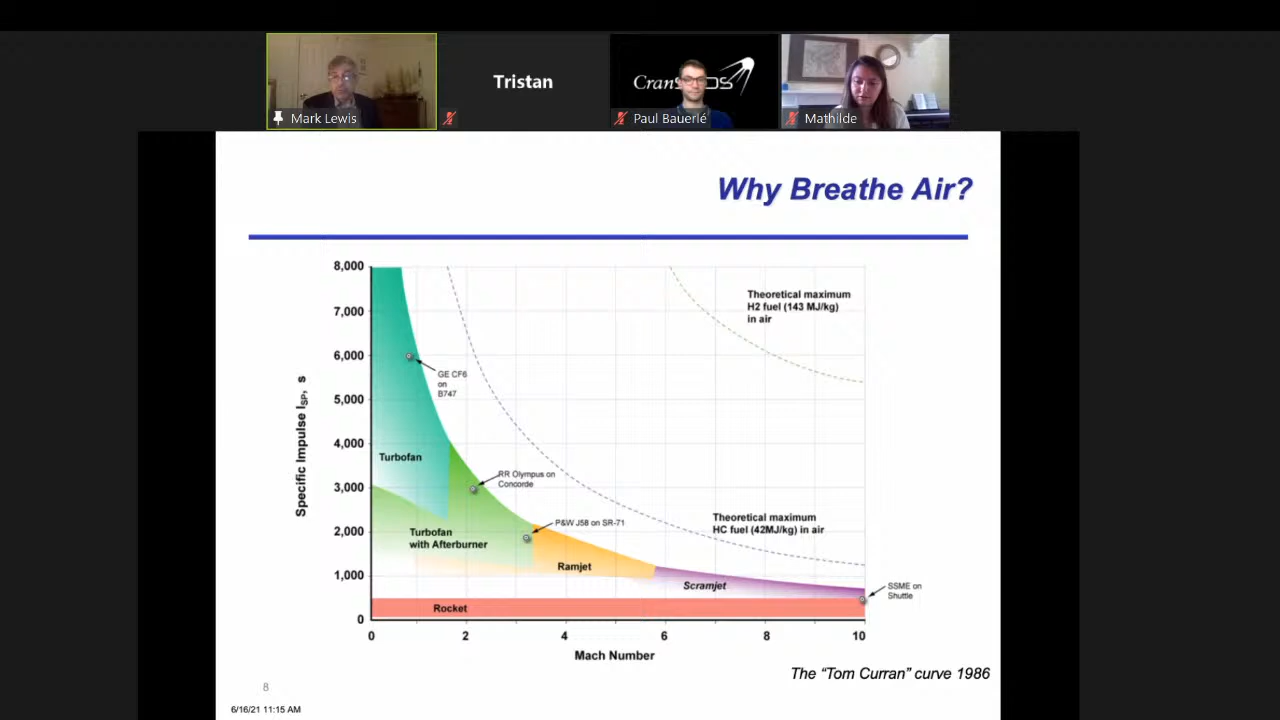 Tristan
Cran
OS
Mark Lewis
Paul Bauerlé
Mathilde
Why Breathe Air?
8,000
7,000
6,000
5,000
4,000
3,000
2,000
1,000
0
Specific Impulse ISP, s
Theoretical maximum
H2 fuel (143 MJ/kg)
in air
GE CF6
on
B747
Turbofan
RR Olympus on
Concorde
P&W J58 on SR-71
Theoretical maximum
HC fuel (42MJ/kg) in air
Turbofan
with Afterburner
Ramjet
Scramjet
SSME on
Shuttle
Rocket
0 2 4 6 8 10
Mach Number
The “Tom Curran” curve 1986
8
6/16/21 11:15 AM